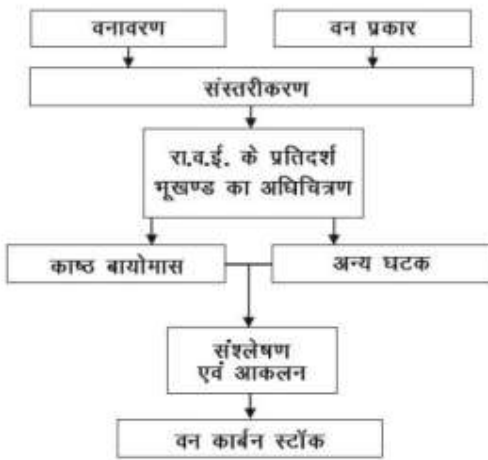 वनावरण
वन प्रकार
संस्तरीकरण
रा.व.ई. के प्रतिदर्श
भूखण्ड का अधिचित्रण
काष्ठ बायोमास
अन्य घटक
संश्लेषण
एवं आकलन
वन कार्बन स्टॉक